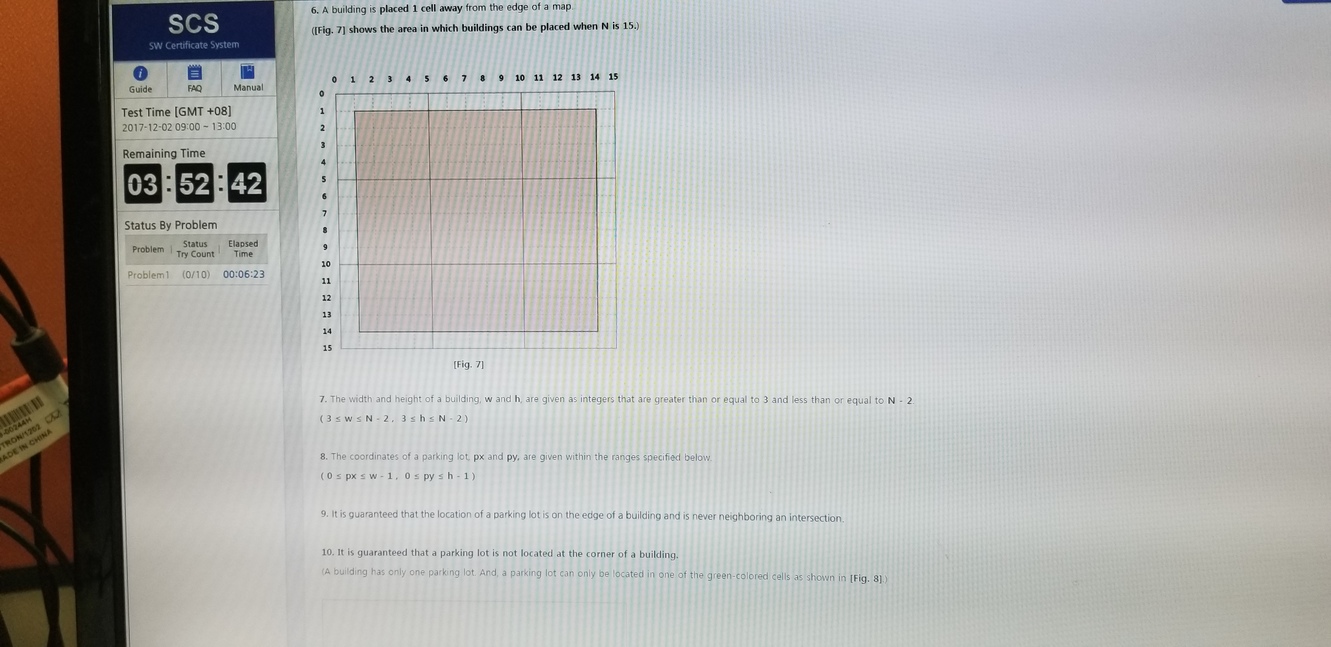 SCS
SW Certificate System
Guide FAQ Manual
Test Time [GMT +08]
2017-12-02 09:00 ~ 13:00
Remaining Time
03:52:42
Status By Problem
Problem Status Try Count Elapsed Time
Problem1 (0/10) 00:06:23
6. A building is placed 1 cell away from the edge of a map.
([Fig. 7] shows the area in which buildings can be placed when N is 15.)
0 1 2 3 4 5 6 7 8 9 10 11 12 13 14 15
0
1
2
3
4
5
6
7
8
9
10
11
12
13
14
15
[Fig. 7]
7. The width and height of a building, w and h, are given as integers that are greater than or equal to 3 and less than or equal to N - 2
( 3 ≤ w ≤ N - 2, 3 ≤ h ≤ N - 2 )
8. The coordinates of a parking lot, px and py, are given within the ranges specified below.
( 0 ≤ px ≤ w - 1, 0 ≤ py ≤ h - 1 )
9. It is guaranteed that the location of a parking lot is on the edge of a building and is never neighboring an intersection.
10. It is guaranteed that a parking lot is not located at the corner of a building.
(A building has only one parking lot. And, a parking lot can only be located in one of the green-colored cells as shown in [Fig. 8].)
MADE IN CHINA